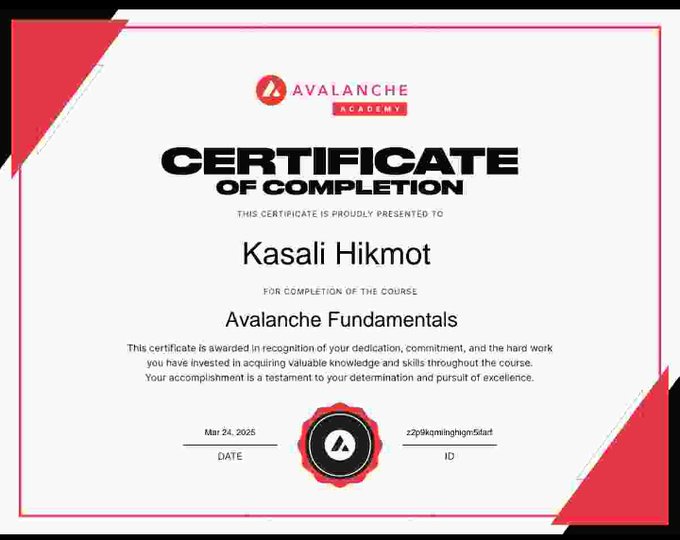 AVALANCHE
ACADEMY
CERTIFICATE
OF COMPLETION
THIS CERTIFICATE IS PROUDLY PRESENTED TO
Kasali Hikmot
FOR COMPLETION OF THE COURSE
Avalanche Fundamentals
This certificate is awarded in recognition of your dedication, commitment, and the hard work
you have invested in acquiring valuable knowledge and skills throughout the course.
Your accomplishment is a testament to your determination and pursuit of excellence.
Mar 24, 2025
DATE
ID